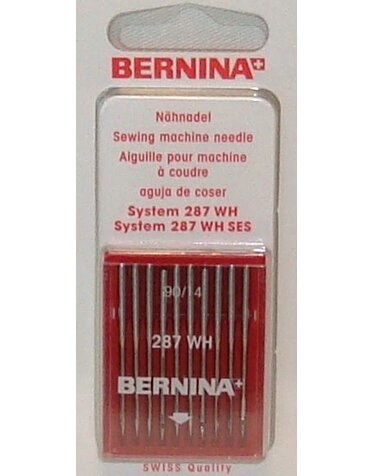 BERNINA+
Nähnadel
Sewing machine needle
Aiguille pour machine
à coudre
aguja de coser
System 287 WH
System 287 WH SES
90/14
287 WH
BERNINA+
SWISS Quality